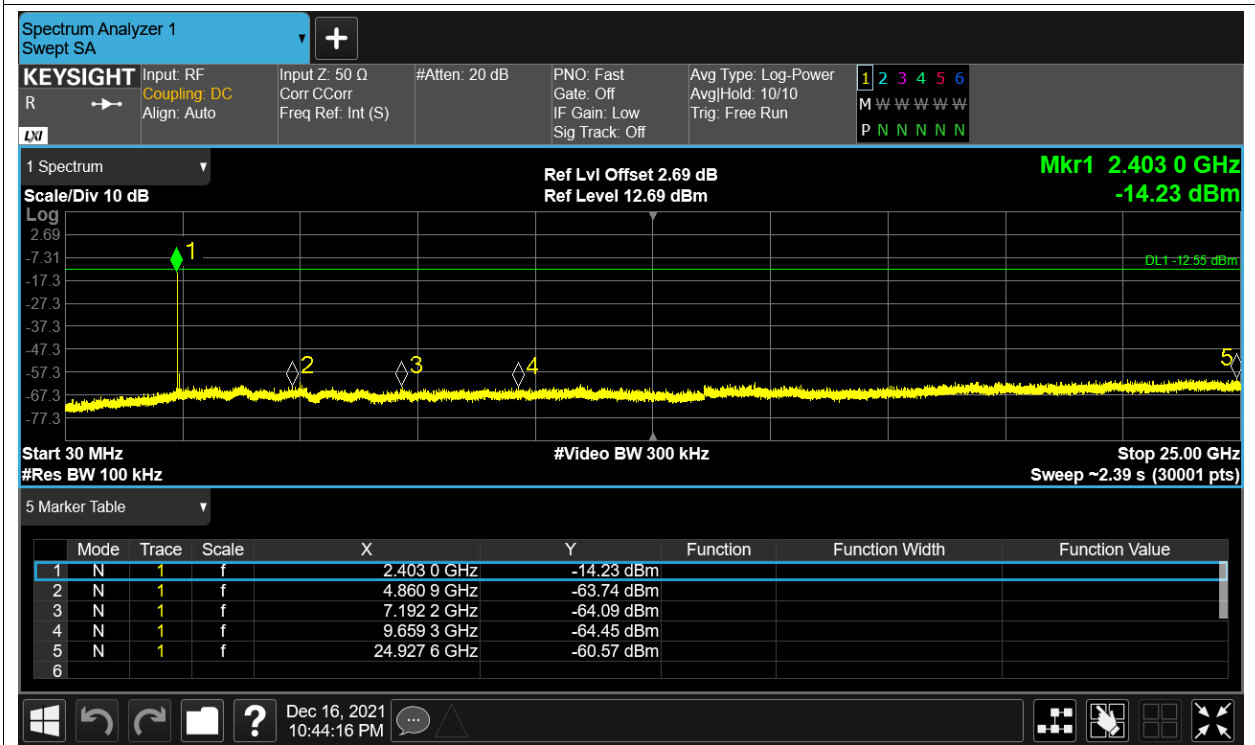 Spectrum Analyzer 1
Swept SA
+
KEYSIGHT
R
LXI
Input: RF
Coupling: DC
Align: Auto
Input Z: 50 Ω
Corr CCorr
Freq Ref: Int (S)
#Atten: 20 dB
PNO: Fast
Gate: Off
IF Gain: Low
Sig Track: Off
Avg Type: Log-Power
Avg|Hold: 10/10
Trig: Free Run
1 2 3 4 5 6
M W W W W W
P N N N N N
1 Spectrum
Scale/Div 10 dB
Ref Lvl Offset 2.69 dB
Ref Level 12.69 dBm
Mkr1 2.403 0 GHz
-14.23 dBm
Log
2.69
-7.31
-17.3
-27.3
-37.3
-47.3
-57.3
-67.3
-77.3
1
DL1 -12.55 dBm
2
3
4
5
Start 30 MHz
#Video BW 300 kHz
Stop 25.00 GHz
#Res BW 100 kHz
Sweep ~2.39 s (30001 pts)
5 Marker Table
Mode Trace Scale X Y Function Function Width Function Value
1 N 1 f 2.403 0 GHz -14.23 dBm
2 N 1 f 4.860 9 GHz -63.74 dBm
3 N 1 f 7.192 2 GHz -64.09 dBm
4 N 1 f 9.659 3 GHz -64.45 dBm
5 N 1 f 24.927 6 GHz -60.57 dBm
6
?
Dec 16, 2021
10:44:16 PM